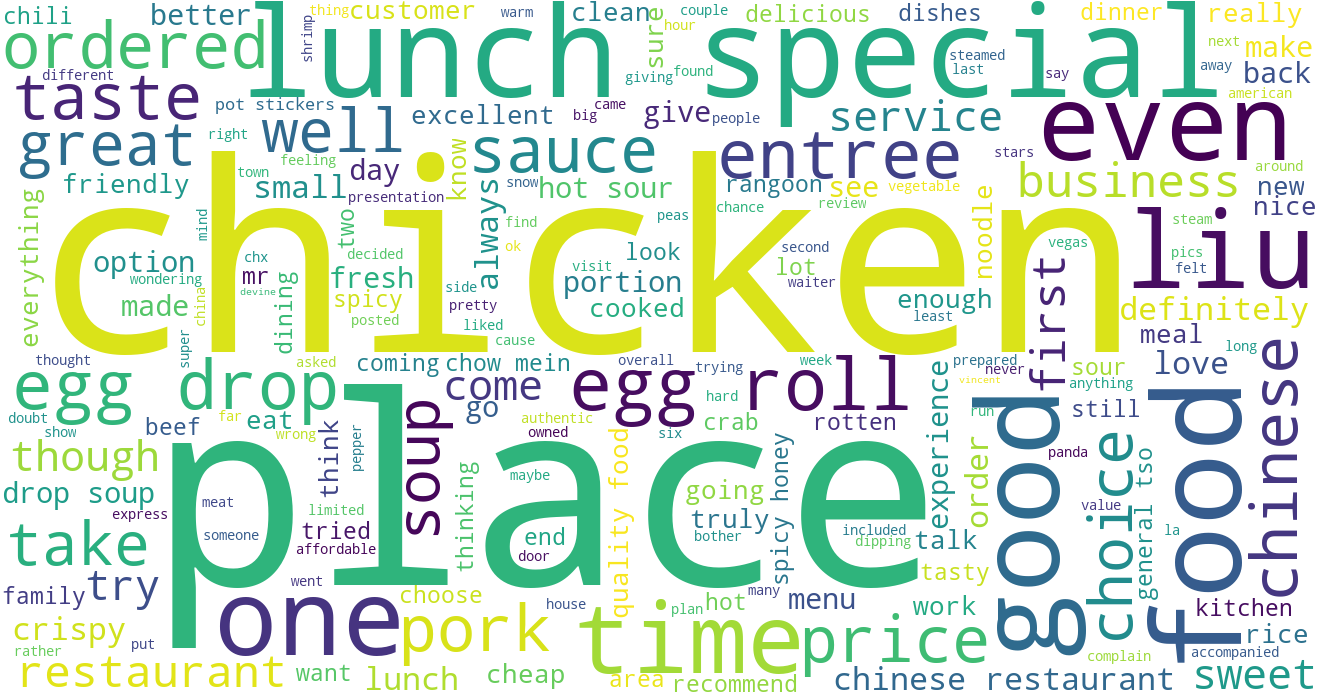 chili
better
thing
customer
warm
couple
clean
sure
hour
delicious
dishes
dinner
really
ordered
lunch special
shrimp
steamed
next
make
different
giving
found
last
say
away
back
american
taste
pot stickers
excellent
came
big
give
people
service
even
great
right
well
sauce
entree
stars
feeling
know
day
town
friendly
small
presentation
snow
hot sour
rangoon
see
vegetable
around
business
new
nice
everything
mind
two
always
find
peas
chance
review
noodle
chicken
liu
option
wondering
chx
mr
decided
ok
look
second
vegas
steam
pics
felt
fresh
visit
lot
waiter
made
china
devine
dining
spicy
side
pretty
portion
cooked
enough
least
first
definitely
posted
liked
cause
meal
thought
super
asked
coming
chow mein
overall
trying
week
prepared
never
long
love
chinese
egg drop
come
egg roll
experience
vincent
sour
anything
doubt
show
beef
far
eat
wrong
go
authentic
owned
hard
six
crab
rotten
run
still
though
think
pepper
soup
thinking
maybe
quality food
going
spicy honey
order
panda
good
choice
food
drop soup
express
meat
limited
place
truly
bother
included
dipping
value
general tso
la
take
someone
tried
affordable
end
door
talk
tasty
family
try
went
choose
house
plan
hot
many
menu
work
kitchen
crispy
rather
put
one
pork
time
price
rice
accompanied
complain
restaurant
want
lunch
cheap
area
recommend
chinese restaurant
sweet